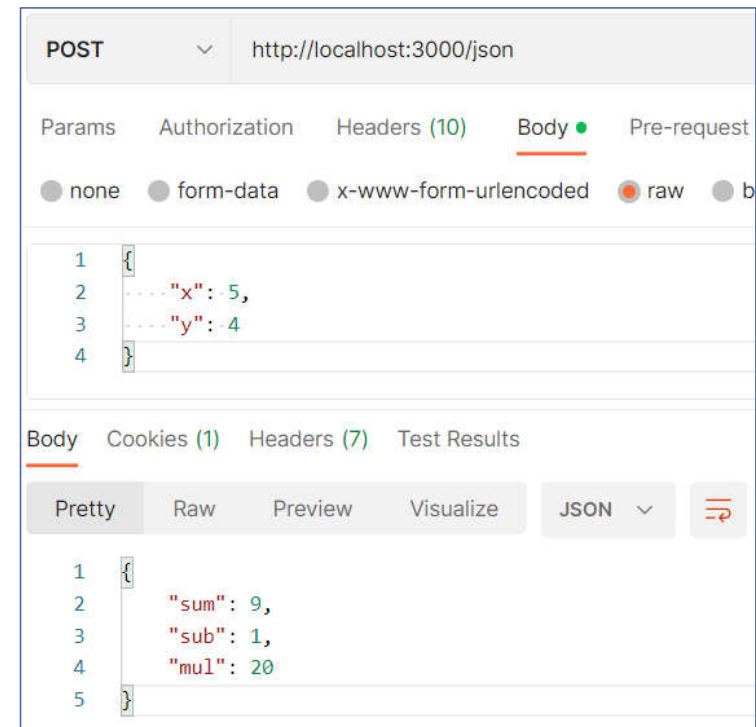 POST http://localhost:3000/json
Params Authorization Headers (10) Body Pre-request
none form-data x-www-form-urlencoded raw b
1 {
2 "x": 5,
3 "y": 4
4 }
Body Cookies (1) Headers (7) Test Results
Pretty Raw Preview Visualize JSON
1 {
2 "sum": 9,
3 "sub": 1,
4 "mul": 20
5 }